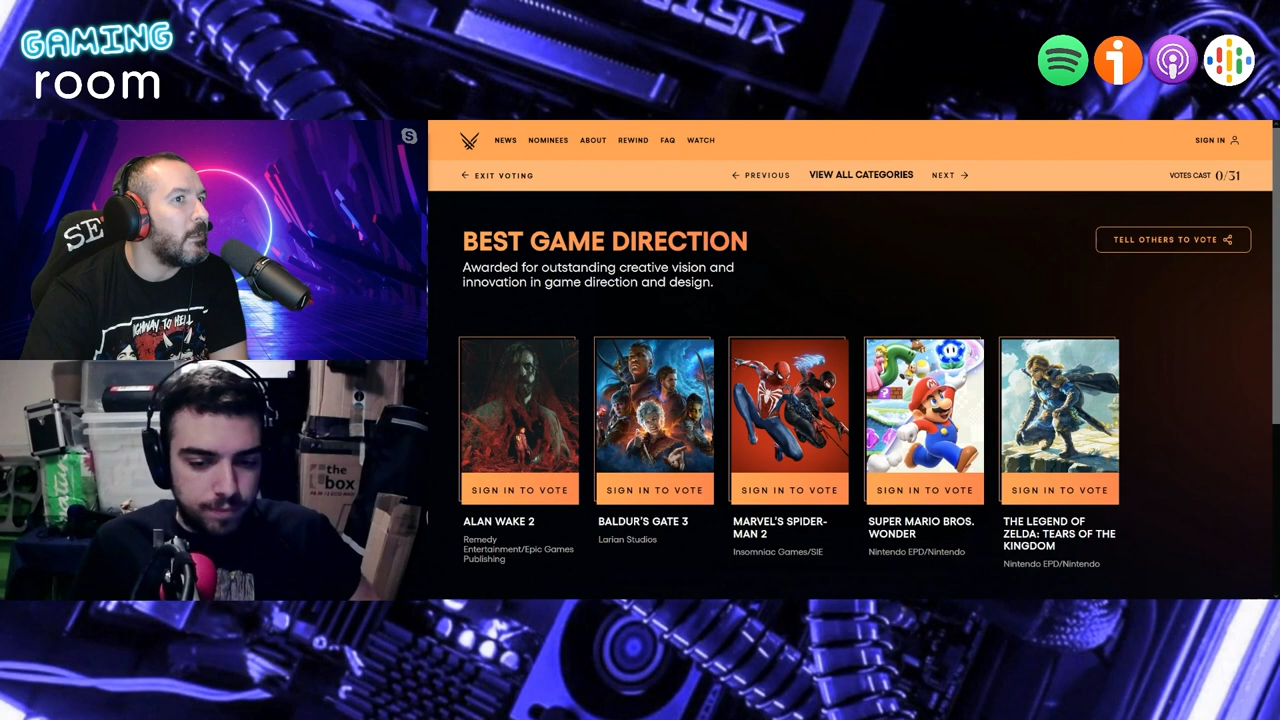 GAMING
room
NEWS NOMINEES ABOUT REWIND FAQ WATCH
SIGN IN
EXIT VOTING
PREVIOUS
VIEW ALL CATEGORIES
NEXT
VOTES CAST 0/31
BEST GAME DIRECTION
Awarded for outstanding creative vision and
innovation in game direction and design.
TELL OTHERS TO VOTE
SIGN IN TO VOTE
SIGN IN TO VOTE
SIGN IN TO VOTE
SIGN IN TO VOTE
SIGN IN TO VOTE
ALAN WAKE 2
Remedy
Entertainment/Epic Games
Publishing
BALDUR'S GATE 3
Larian Studios
MARVEL'S SPIDER-
MAN 2
Insomniac Games/SIE
SUPER MARIO BROS.
WONDER
Nintendo EPD/Nintendo
THE LEGEND OF
ZELDA: TEARS OF THE
KINGDOM
Nintendo EPD/Nintendo
SE
HIGHWAY TO HELL
the
box